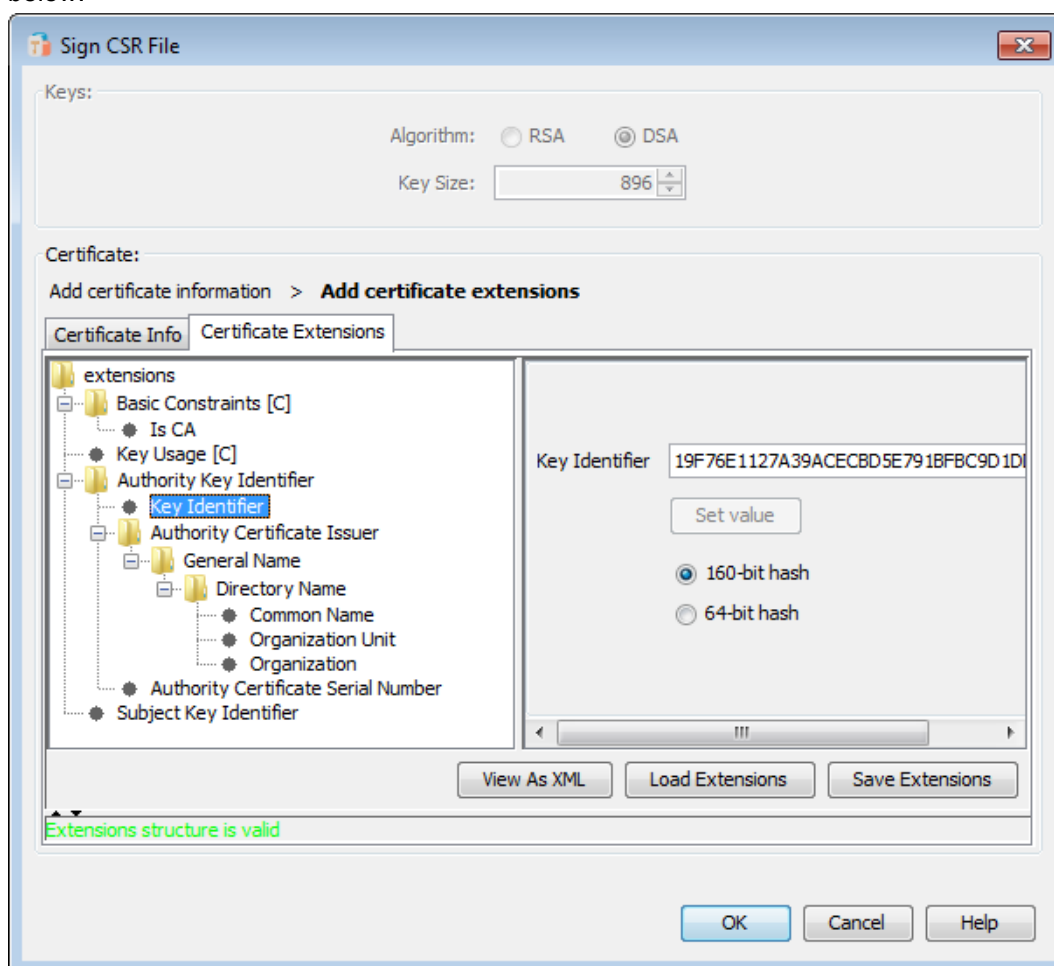 Sign CSR File
Keys:
Algorithm: RSA DSA
Key Size: 896
Certificate:
Add certificate information > Add certificate extensions
Certificate Info Certificate Extensions
extensions
Basic Constraints [C]
Is CA
Key Usage [C]
Authority Key Identifier
Key Identifier
Authority Certificate Issuer
General Name
Directory Name
Common Name
Organization Unit
Organization
Authority Certificate Serial Number
Subject Key Identifier
Key Identifier 19F76E1127A39ACECBD5E791BFBC9D1D
Set value
160-bit hash
64-bit hash
View As XML Load Extensions Save Extensions
Extensions structure is valid
OK Cancel Help